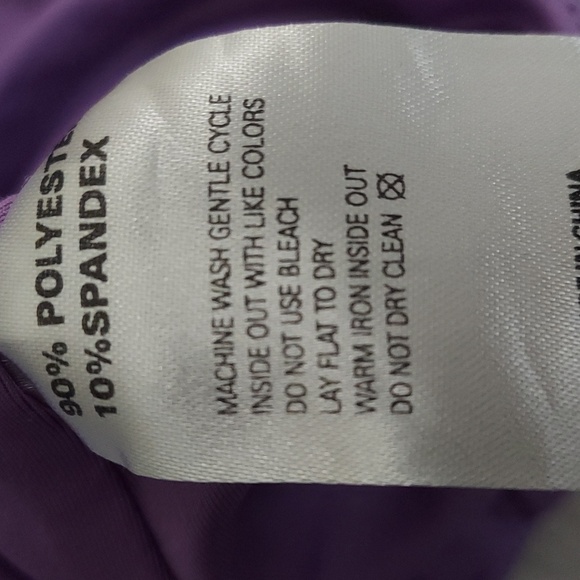 90% POLYESTE
10%SPANDEX
MACHINE WASH GENTLE CYCLE
INSIDE OUT WITH LIKE COLORS
DO NOT USE BLEACH
LAY FLAT TO DRY
WARM IRON INSIDE OUT
DO NOT DRY CLEAN
CHINA